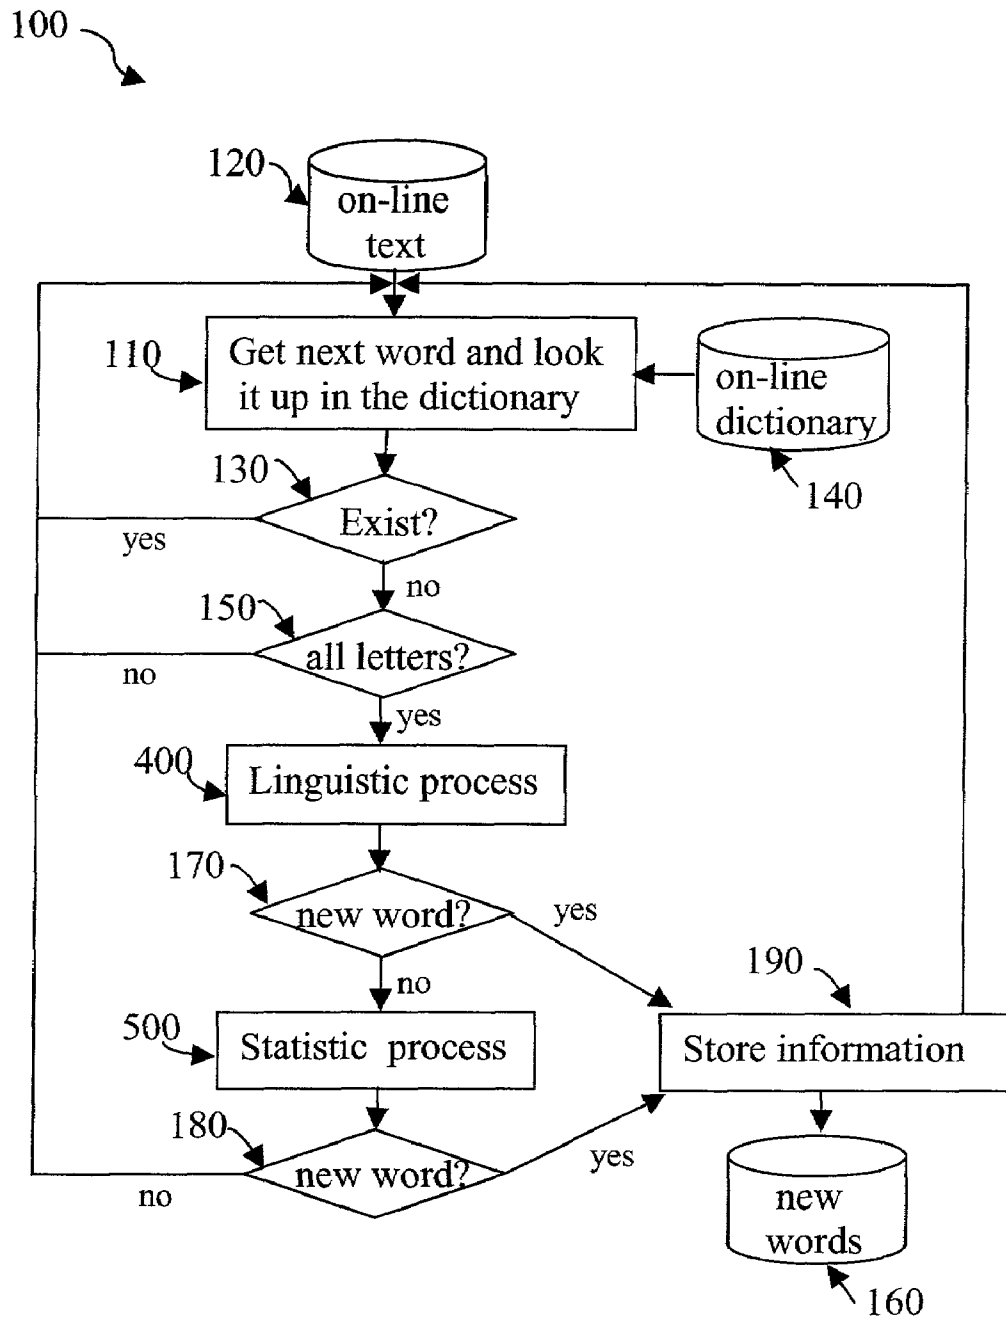 100
120
on-line
text
110
Get next word and look
it up in the dictionary
on-line
dictionary
140
130
Exist?
yes
no
150
all letters?
no
yes
400
Linguistic process
170
new word?
yes
no
190
500
Statistic process
Store information
180
new word?
yes
no
new
words
160